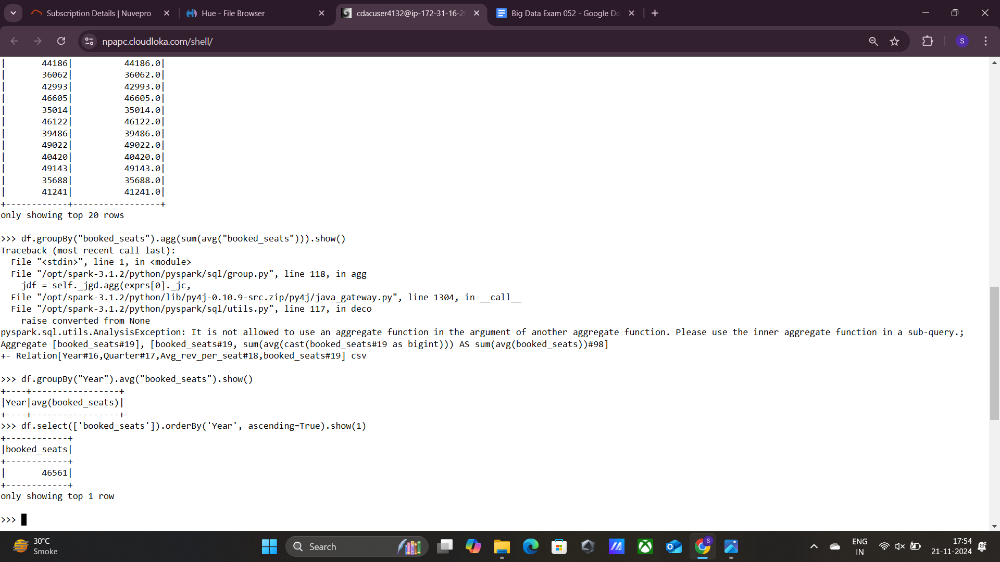 Subscription Details | Nuvepro
Hue - File Browser
cdacuser4132@ip-172-31-16-2
Big Data Exam 052 - Google Do
npapc.cloudloka.com/shell/
S
|       44186|          44186.0|
|       36062|          36062.0|
|       42993|          42993.0|
|       46605|          46605.0|
|       35014|          35014.0|
|       46122|          46122.0|
|       39486|          39486.0|
|       49022|          49022.0|
|       40420|          40420.0|
|       49143|          49143.0|
|       35688|          35688.0|
|       41241|          41241.0|
+------------+-----------------+
only showing top 20 rows
>>> df.groupBy("booked_seats").agg(sum(avg("booked_seats"))).show()
Traceback (most recent call last):
  File "<stdin>", line 1, in <module>
  File "/opt/spark-3.1.2/python/pyspark/sql/group.py", line 118, in agg
    jdf = self._jgd.agg(exprs[0]._jc,
  File "/opt/spark-3.1.2/python/lib/py4j-0.10.9-src.zip/py4j/java_gateway.py", line 1304, in __call__
  File "/opt/spark-3.1.2/python/pyspark/sql/utils.py", line 117, in deco
    raise converted from None
pyspark.sql.utils.AnalysisException: It is not allowed to use an aggregate function in the argument of another aggregate function. Please use the inner aggregate function in a sub-query.;
Aggregate [booked_seats#19], [booked_seats#19, sum(avg(cast(booked_seats#19 as bigint))) AS sum(avg(booked_seats))#98]
+- Relation[Year#16,Quarter#17,Avg_rev_per_seat#18,booked_seats#19] csv
>>> df.groupBy("Year").avg("booked_seats").show()
+----+-----------------+
|Year|avg(booked_seats)|
+----+-----------------+
>>> df.select(['booked_seats']).orderBy('Year', ascending=True).show(1)
+------------+
|booked_seats|
+------------+
|       46561|
+------------+
only showing top 1 row
>>>
30°C
Smoke
Search
S
ENG
IN
17:54
21-11-2024